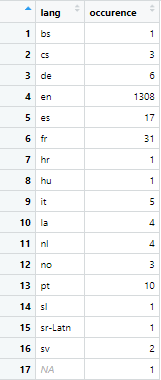 lang occurence
1 bs 1
2 cs 3
3 de 6
4 en 1308
5 es 17
6 fr 31
7 hr 1
8 hu 1
9 it 5
10 la 4
11 nl 4
12 no 3
13 pt 10
14 sl 1
15 sr-Latn 1
16 sv 2
17 NA 1